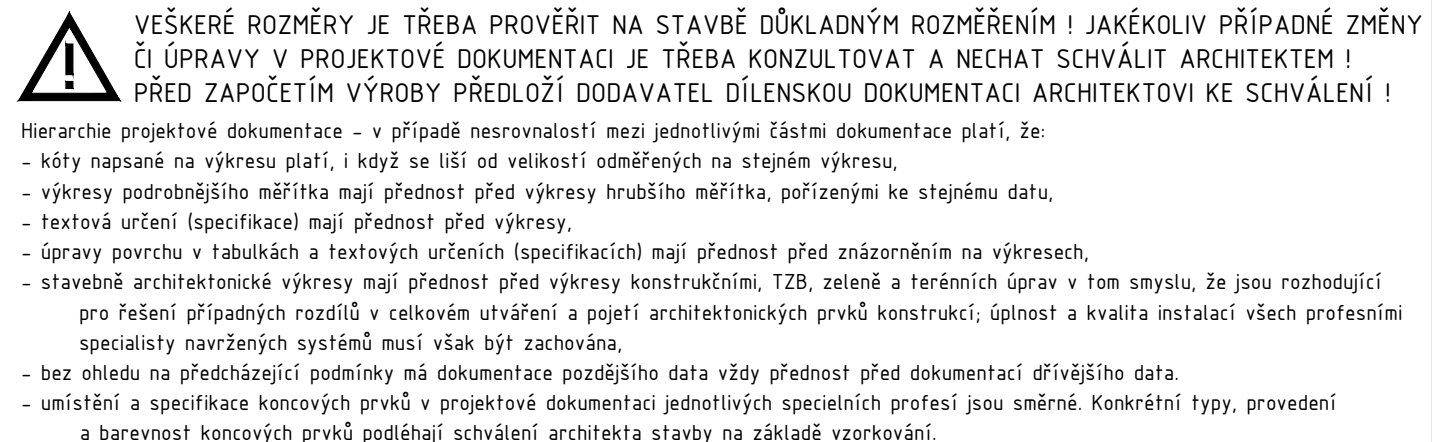 VEŠKERÉ ROZMĚRY JE TŘEBA PROVĚŘIT NA STAVBĚ DŮKLADNÝM ROZMĚŘENÍM ! JAKÉKOLIV PŘÍPADNÉ ZMĚNY
ČI ÚPRAVY V PROJEKTOVÉ DOKUMENTACI JE TŘEBA KONZULTOVAT A NECHAT SCHVÁLIT ARCHITEKTEM !
PŘED ZAPOČETÍM VÝROBY PŘEDLOŽÍ DODAVATEL DÍLENSKOU DOKUMENTACI ARCHITEKTOVI KE SCHVÁLENÍ !
Hierarchie projektové dokumentace - v případě nesrovnalostí mezi jednotlivými částmi dokumentace platí, že:
- kóty napsané na výkresu platí, i když se liší od velikostí odměřených na stejném výkresu,
- výkresy podrobnějšího měřítka mají přednost před výkresy hrubšího měřítka, pořízenými ke stejnému datu,
- textová určení (specifikace) mají přednost před výkresy,
- úpravy povrchu v tabulkách a textových určeních (specifikacích) mají přednost před znázorněním na výkresech,
- stavebně architektonické výkresy mají přednost před výkresy konstrukčními, TZB, zeleně a terénních úprav v tom smyslu, že jsou rozhodující
pro řešení případných rozdílů v celkovém utváření a pojetí architektonických prvků konstrukcí; úplnost a kvalita instalací všech profesními
specialisty navržených systémů musí však být zachována,
- bez ohledu na předcházející podmínky má dokumentace pozdějšího data vždy přednost před dokumentací dřívějšího data.
- umístění a specifikace koncových prvků v projektové dokumentaci jednotlivých specielních profesí jsou směrné. Konkrétní typy, provedení
a barevnost koncových prvků podléhají schválení architekta stavby na základě vzorkování.